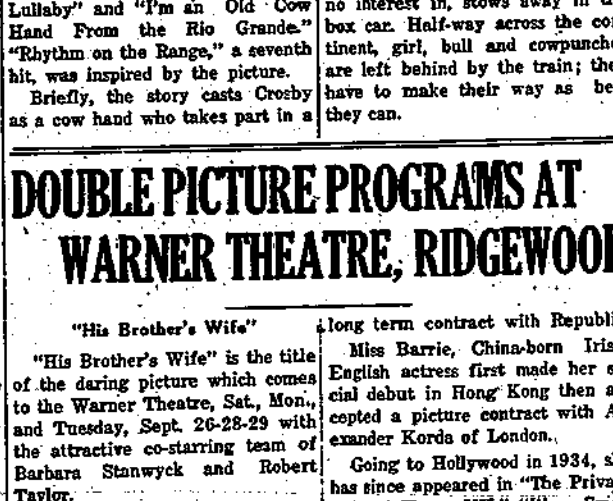 Lullaby" and "I'm an Old Cow
Hand From the Rio Grande."
"Rhythm on the Range," a seventh
hit, was inspired by the picture.
Briefly, the story casts Crosby
as a cow hand who takes part in a
no interest in, stows away in
box car. Half-way across the
tinent, girl, bull and cowpunch
are left behind by the train;
have to make their way as
they can.
DOUBLE PICTURE PROGRAMS AT
WARNER THEATRE, RIDGEWOO
"His Brother's Wife"
"His Brother's Wife" is the title
of the daring picture which comes
to the Warner Theatre, Sat., Mon.,
and Tuesday, Sept. 26-28-29 with
the attractive co-starring team of
Barbara Stanwyck and Robert
Taylor.
long term contract with Republi
Miss Barrie, China-born Iris
English actress first made her
cial debut in Hong Kong then
cepted a picture contract with
exander Korda of London.
Going to Hollywood in 1934,
has since appeared in "The Priva